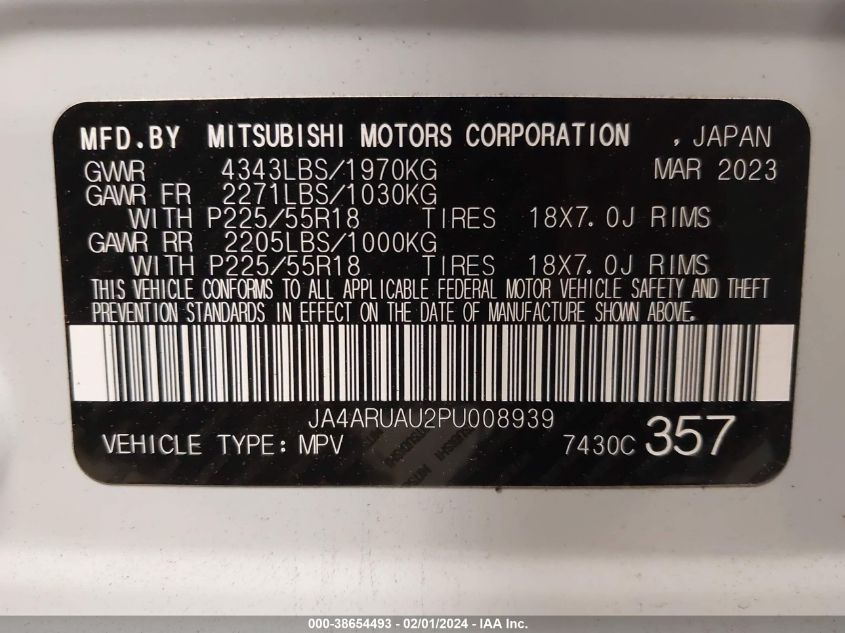 MFD.BY MITSUBISHI MOTORS CORPORATION , JAPAN
GVWR 4343LBS/1970KG MAR 2023
GAWR FR 2271LBS/1030KG
WITH P225/55R18 TIRES 18X7.0J RIMS
GAWR RR 2205LBS/1000KG
WITH P225/55R18 TIRES 18X7.0J RIMS
THIS VEHICLE CONFORMS TO ALL APPLICABLE FEDERAL MOTOR VEHICLE SAFETY AND THEFT
PREVENTION STANDARDS IN EFFECT ON THE DATE OF MANUFACTURE SHOWN ABOVE.
JA4ARUAU2PU008939
VEHICLE TYPE: MPV 7430C 357
000-38654493 - 02/01/2024 - IAA Inc.